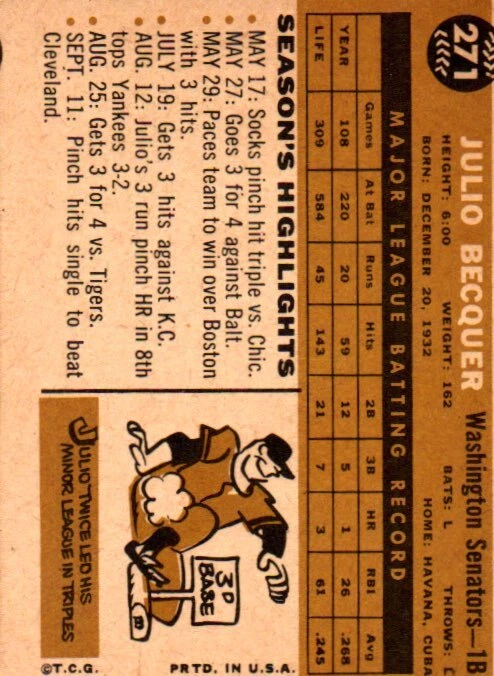 271
JULIO BECQUER Washington Senators—1B
HEIGHT: 6:00 WEIGHT: 162 BATS: L THROWS: L
BORN: DECEMBER 20, 1932 HOME: HAVANA, CUBA
MAJOR LEAGUE BATTING RECORD
Games At Bat Runs Hits 2B 3B HR RBI Avg
YEAR 108 220 20 59 12 5 1 26 .268
LIFE 309 584 45 143 21 7 3 61 .245
SEASON'S HIGHLIGHTS
• MAY 17: Socks pinch hit triple vs. Chic.
• MAY 27: Goes 3 for 4 against Balt.
• MAY 29: Paces team to win over Boston
with 3 hits.
• JULY 19: Gets 3 hits against K.C.
• AUG. 12: Julio's 3 run pinch HR in 8th
tops Yankees 3-2.
• AUG. 25: Gets 3 for 4 vs. Tigers.
• SEPT. 11: Pinch hits single to beat
Cleveland.
3D
BASE
JULIO TWICE LED HIS
MINOR LEAGUE IN TRIPLES
©T.C.G. PRTD. IN U.S.A.